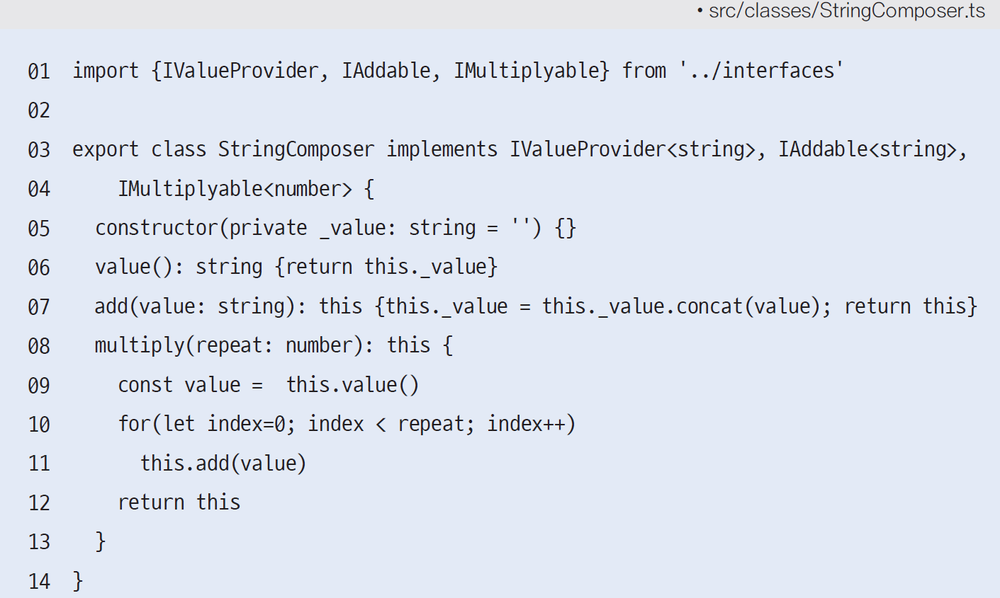 • src/classes/StringComposer.ts
01 import {IValueProvider, IAddable, IMultiplyable} from '../interfaces'
02
03 export class StringComposer implements IValueProvider<string>, IAddable<string>,
04     IMultiplyable<number> {
05   constructor(private _value: string = '') {}
06   value(): string {return this._value}
07   add(value: string): this {this._value = this._value.concat(value); return this}
08   multiply(repeat: number): this {
09     const value =  this.value()
10     for(let index=0; index < repeat; index++)
11       this.add(value)
12     return this
13   }
14 }